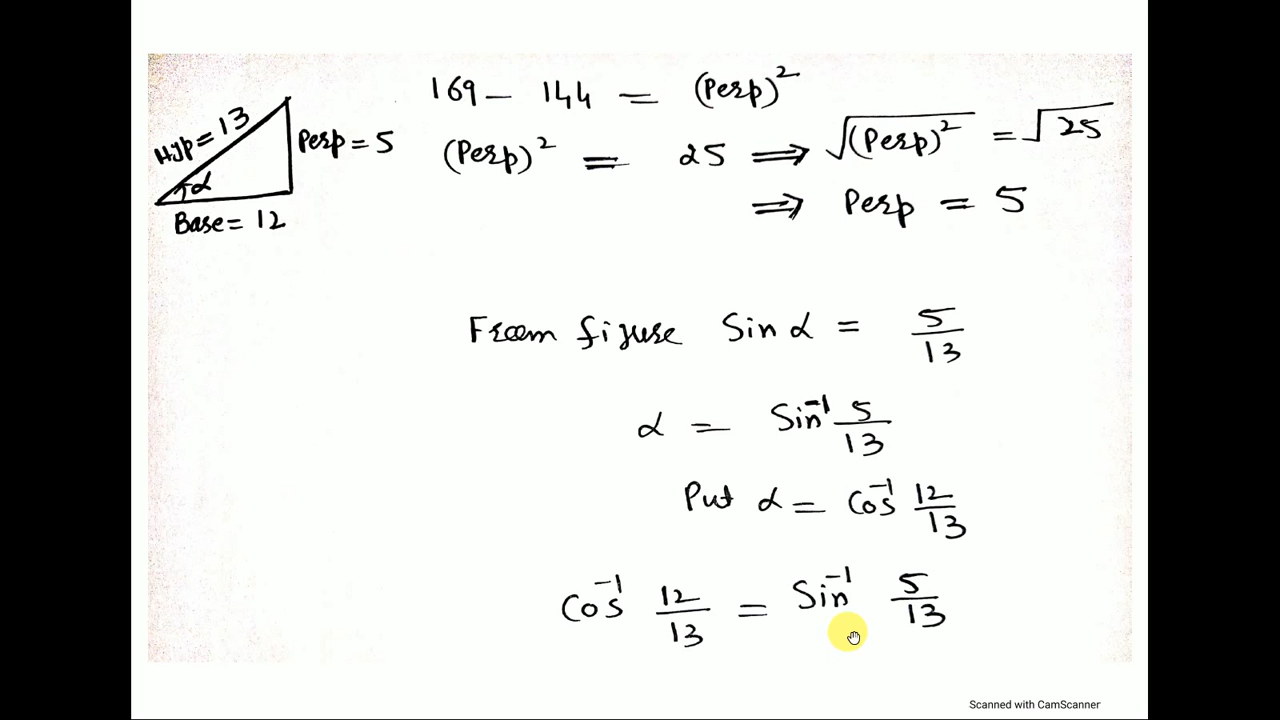 169 - 144 = (Perp)²
Hyp = 13
Perp = 5
α
Base = 12
(Perp)² = 25 ⟹ √(Perp)² = √25
⟹ Perp = 5
From figure Sin α = 5/13
α = Sin⁻¹ 5/13
Put α = Cos⁻¹ 12/13
Cos⁻¹ 12/13 = Sin⁻¹ 5/13
Scanned with CamScanner